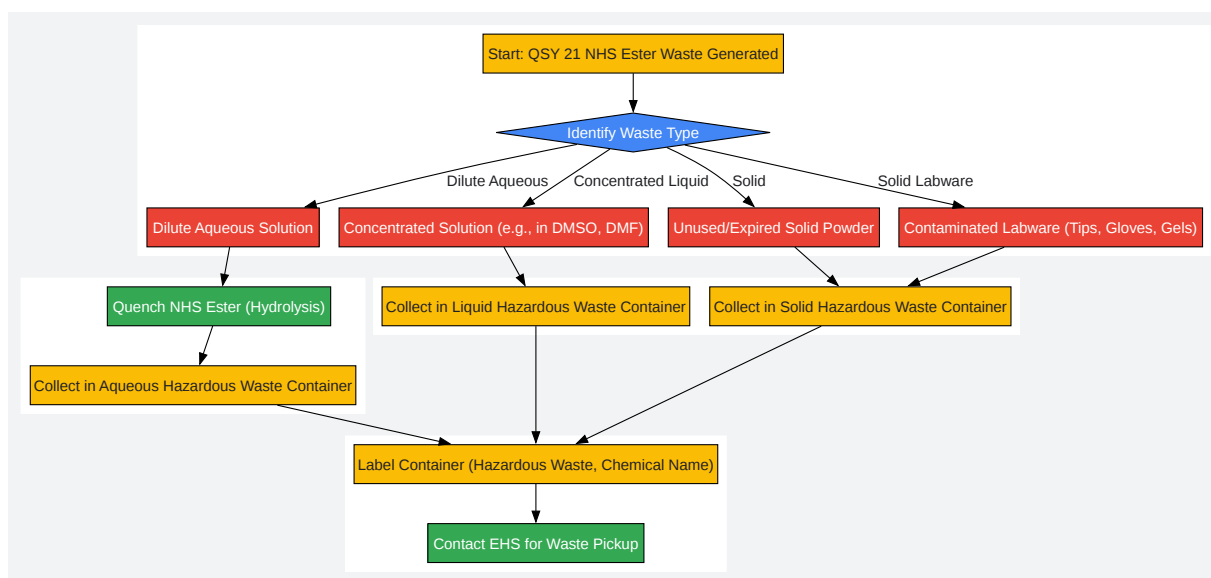 Start: QSY 21 NHS Ester Waste Generated
Identify Waste Type
Dilute Aqueous
Concentrated Liquid
Solid
Solid Labware
Dilute Aqueous Solution
Concentrated Solution (e.g., in DMSO, DMF)
Unused/Expired Solid Powder
Contaminated Labware (Tips, Gloves, Gels)
Quench NHS Ester (Hydrolysis)
Collect in Liquid Hazardous Waste Container
Collect in Solid Hazardous Waste Container
Collect in Aqueous Hazardous Waste Container
Label Container (Hazardous Waste, Chemical Name)
Contact EHS for Waste Pickup